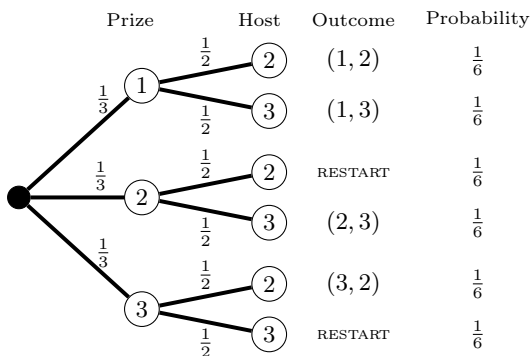 Prize Host Outcome Probability
1/2 2 (1, 2) 1/6
1/3 1
1/2 3 (1, 3) 1/6
1/2 2 RESTART 1/6
1/3 2
1/2 3 (2, 3) 1/6
1/3
1/2 2 (3, 2) 1/6
3
1/2 3 RESTART 1/6